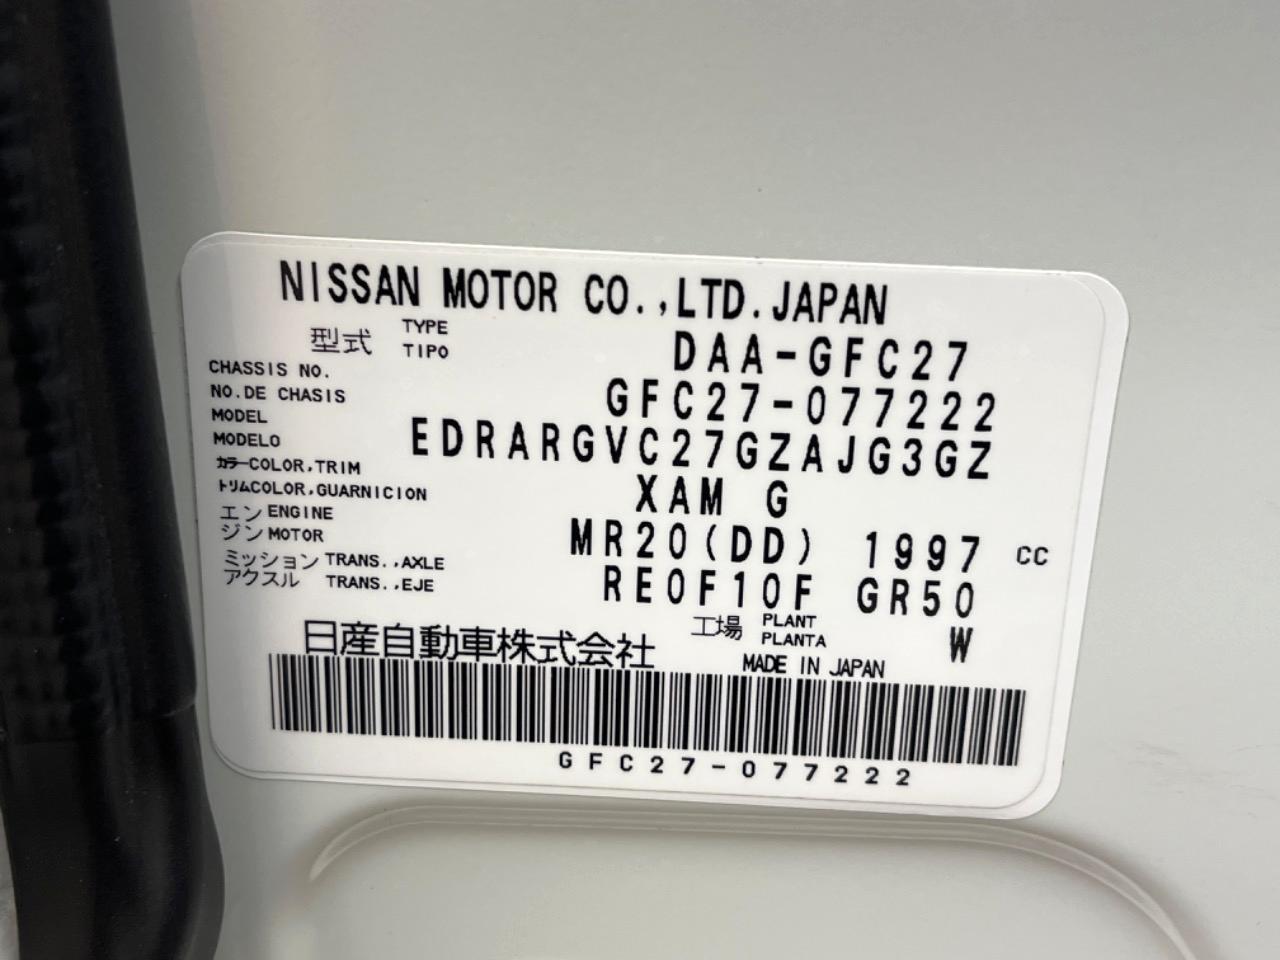 NISSAN MOTOR CO.,LTD.JAPAN
型式 TYPE TIPO DAA-GFC27
CHASSIS NO.
NO.DE CHASIS GFC27-077222
MODEL
MODELO EDRARGVC27GZAJG3GZ
カラーCOLOR,TRIM
トリムCOLOR,GUARNICION XAM G
エンENGINE
ジンMOTOR MR20(DD) 1997 CC
ミッションTRANS.,AXLE
アクスル TRANS.,EJE RE0F10F GR50
工場 PLANT PLANTA W
日産自動車株式会社 MADE IN JAPAN
GFC27-077222